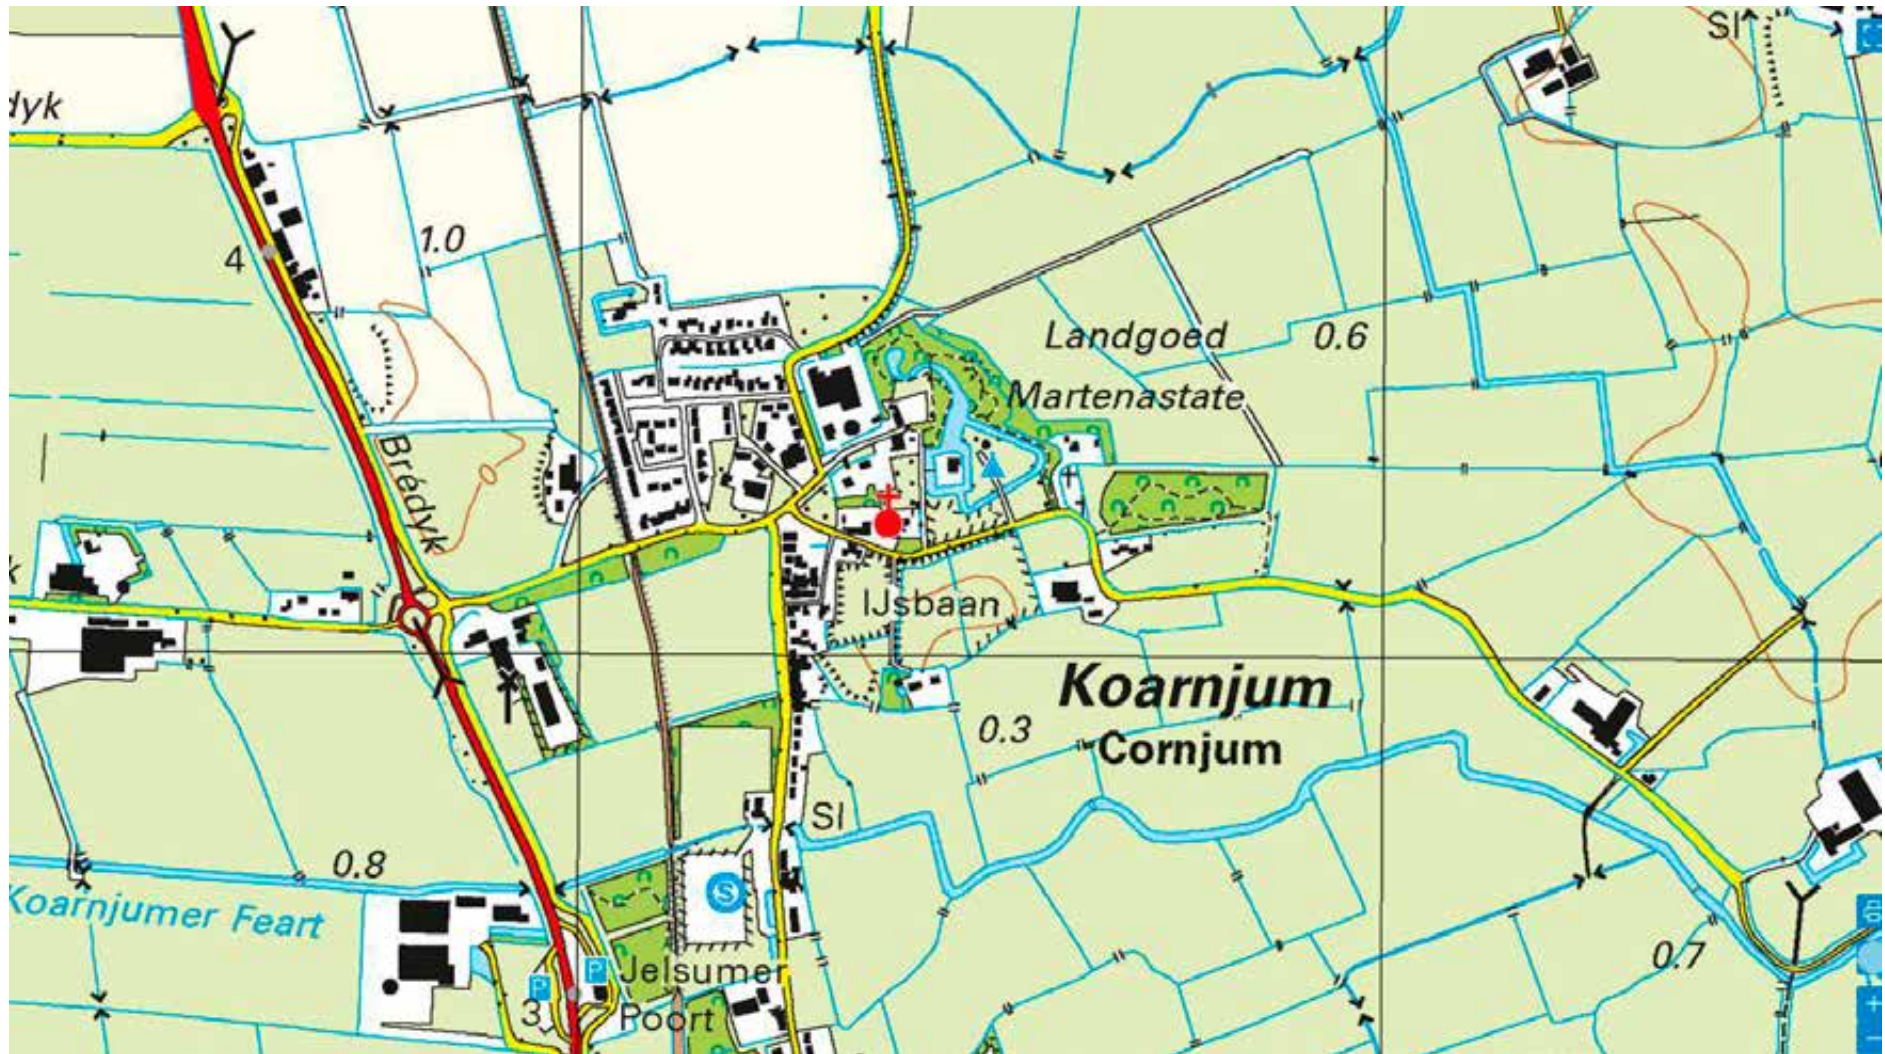 Sl
dyk
4
1.0
Landgoed
Martenastate
0.6
Brédyk
k
IJsbaan
Koarnjum
Cornjum
0.3
Sl
0.8
Koarnjumer Feart
S
P
P
Jelsumer
Poort
3
0.7